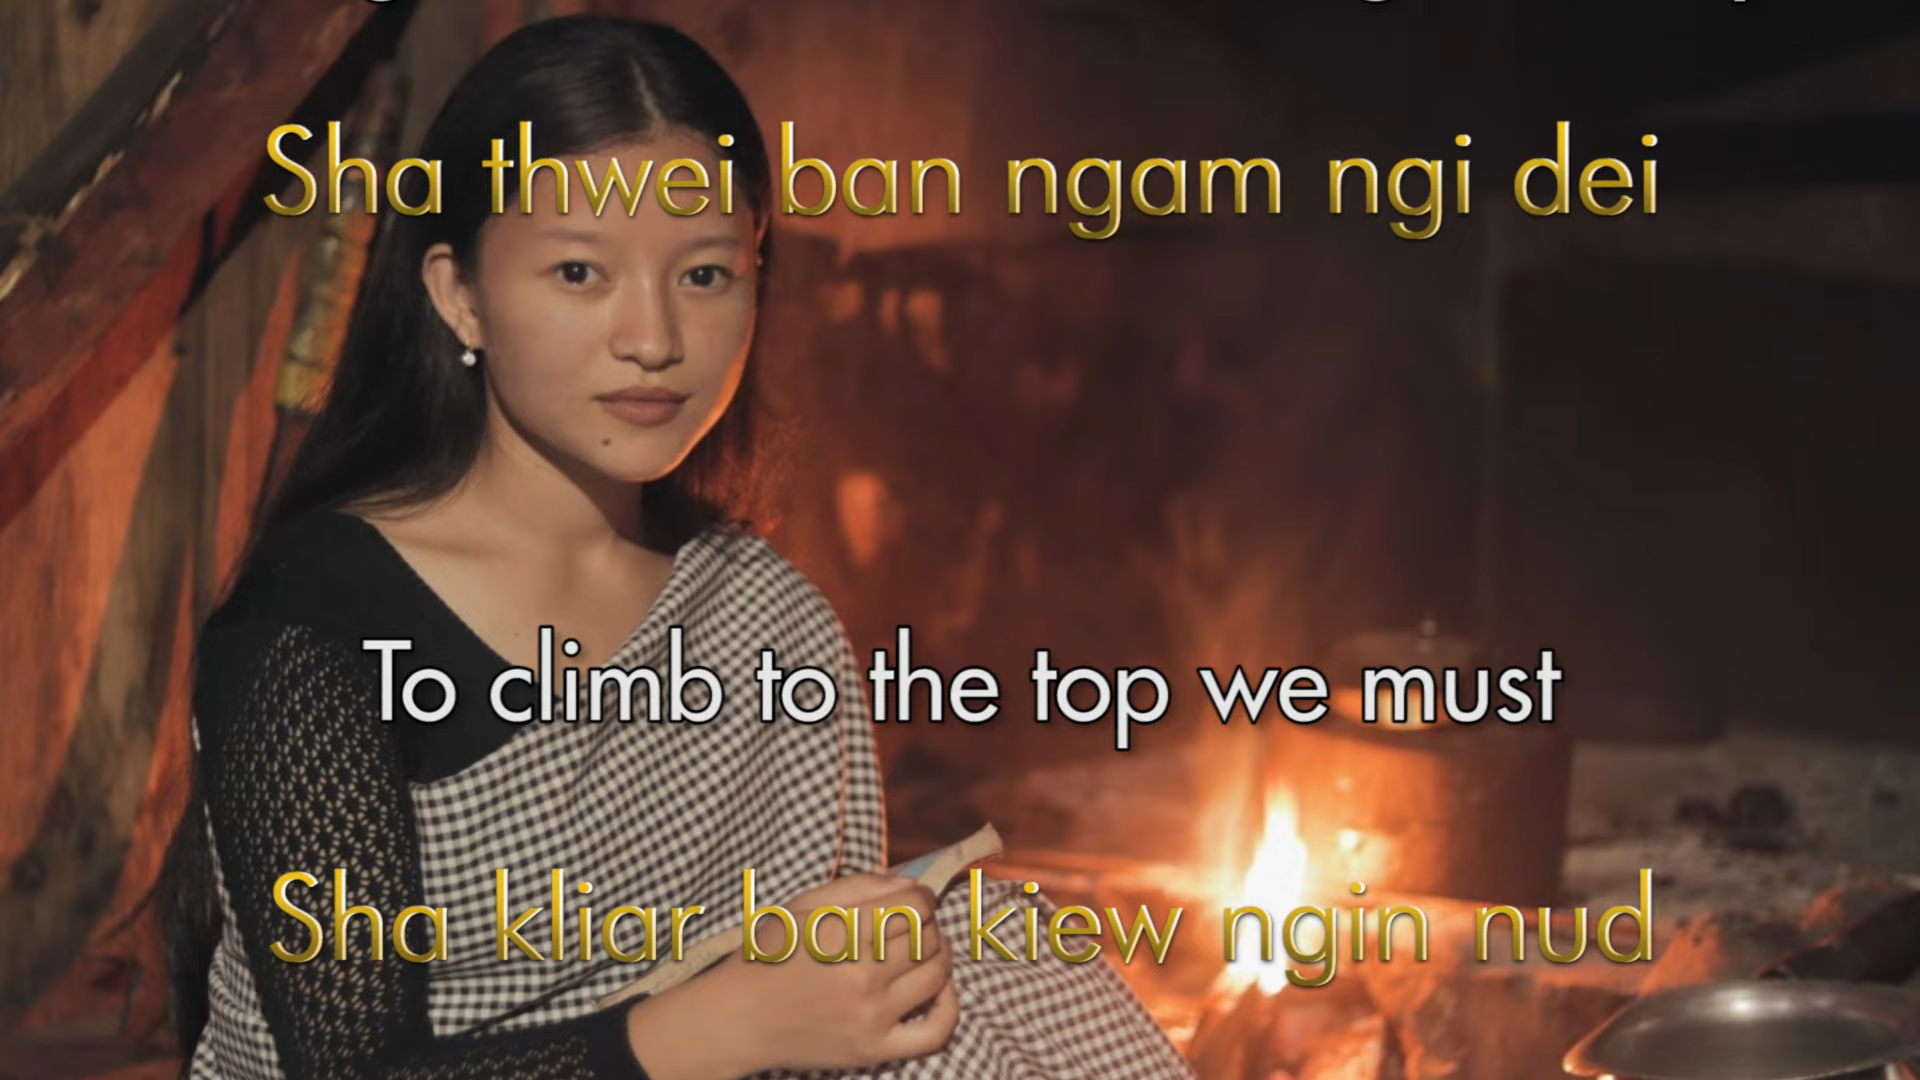 Sha thwei ban ngam ngi dei
To climb to the top we must
Sha kliar ban kiew ngin nud